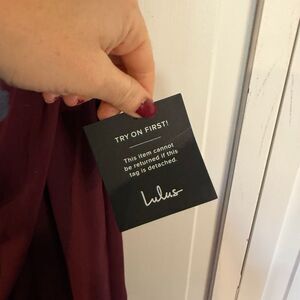 TRY ON FIRST!
This item cannot
be returned if this
tag is detached.
Lulus